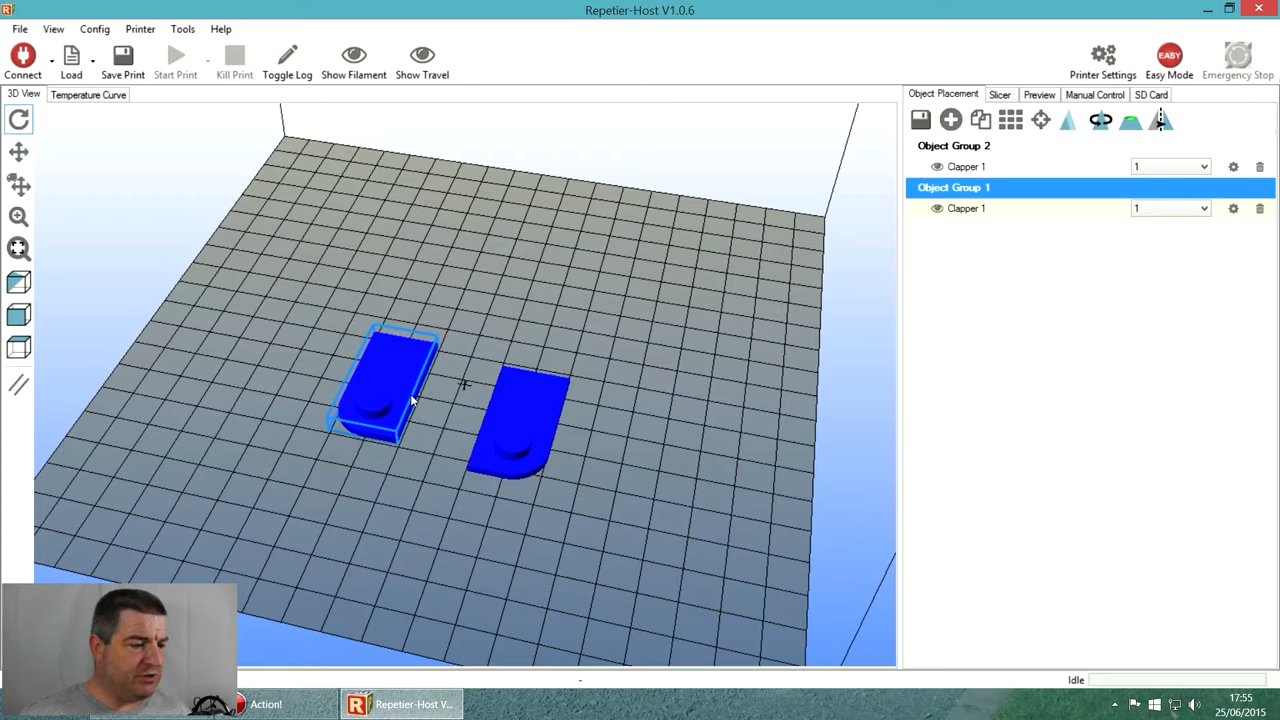 Repetier-Host V1.0.6
File View Config Printer Tools Help
Connect Load Save Print Start Print Kill Print Toggle Log Show Filament Show Travel Printer Settings Easy Mode Emergency Stop
EASY
3D View Temperature Curve
Object Placement Slicer Preview Manual Control SD Card
Object Group 2
Clapper 1 1
Object Group 1
Clapper 1 1
- Idle
Action! Repetier-Host V... 17:55
25/06/2015